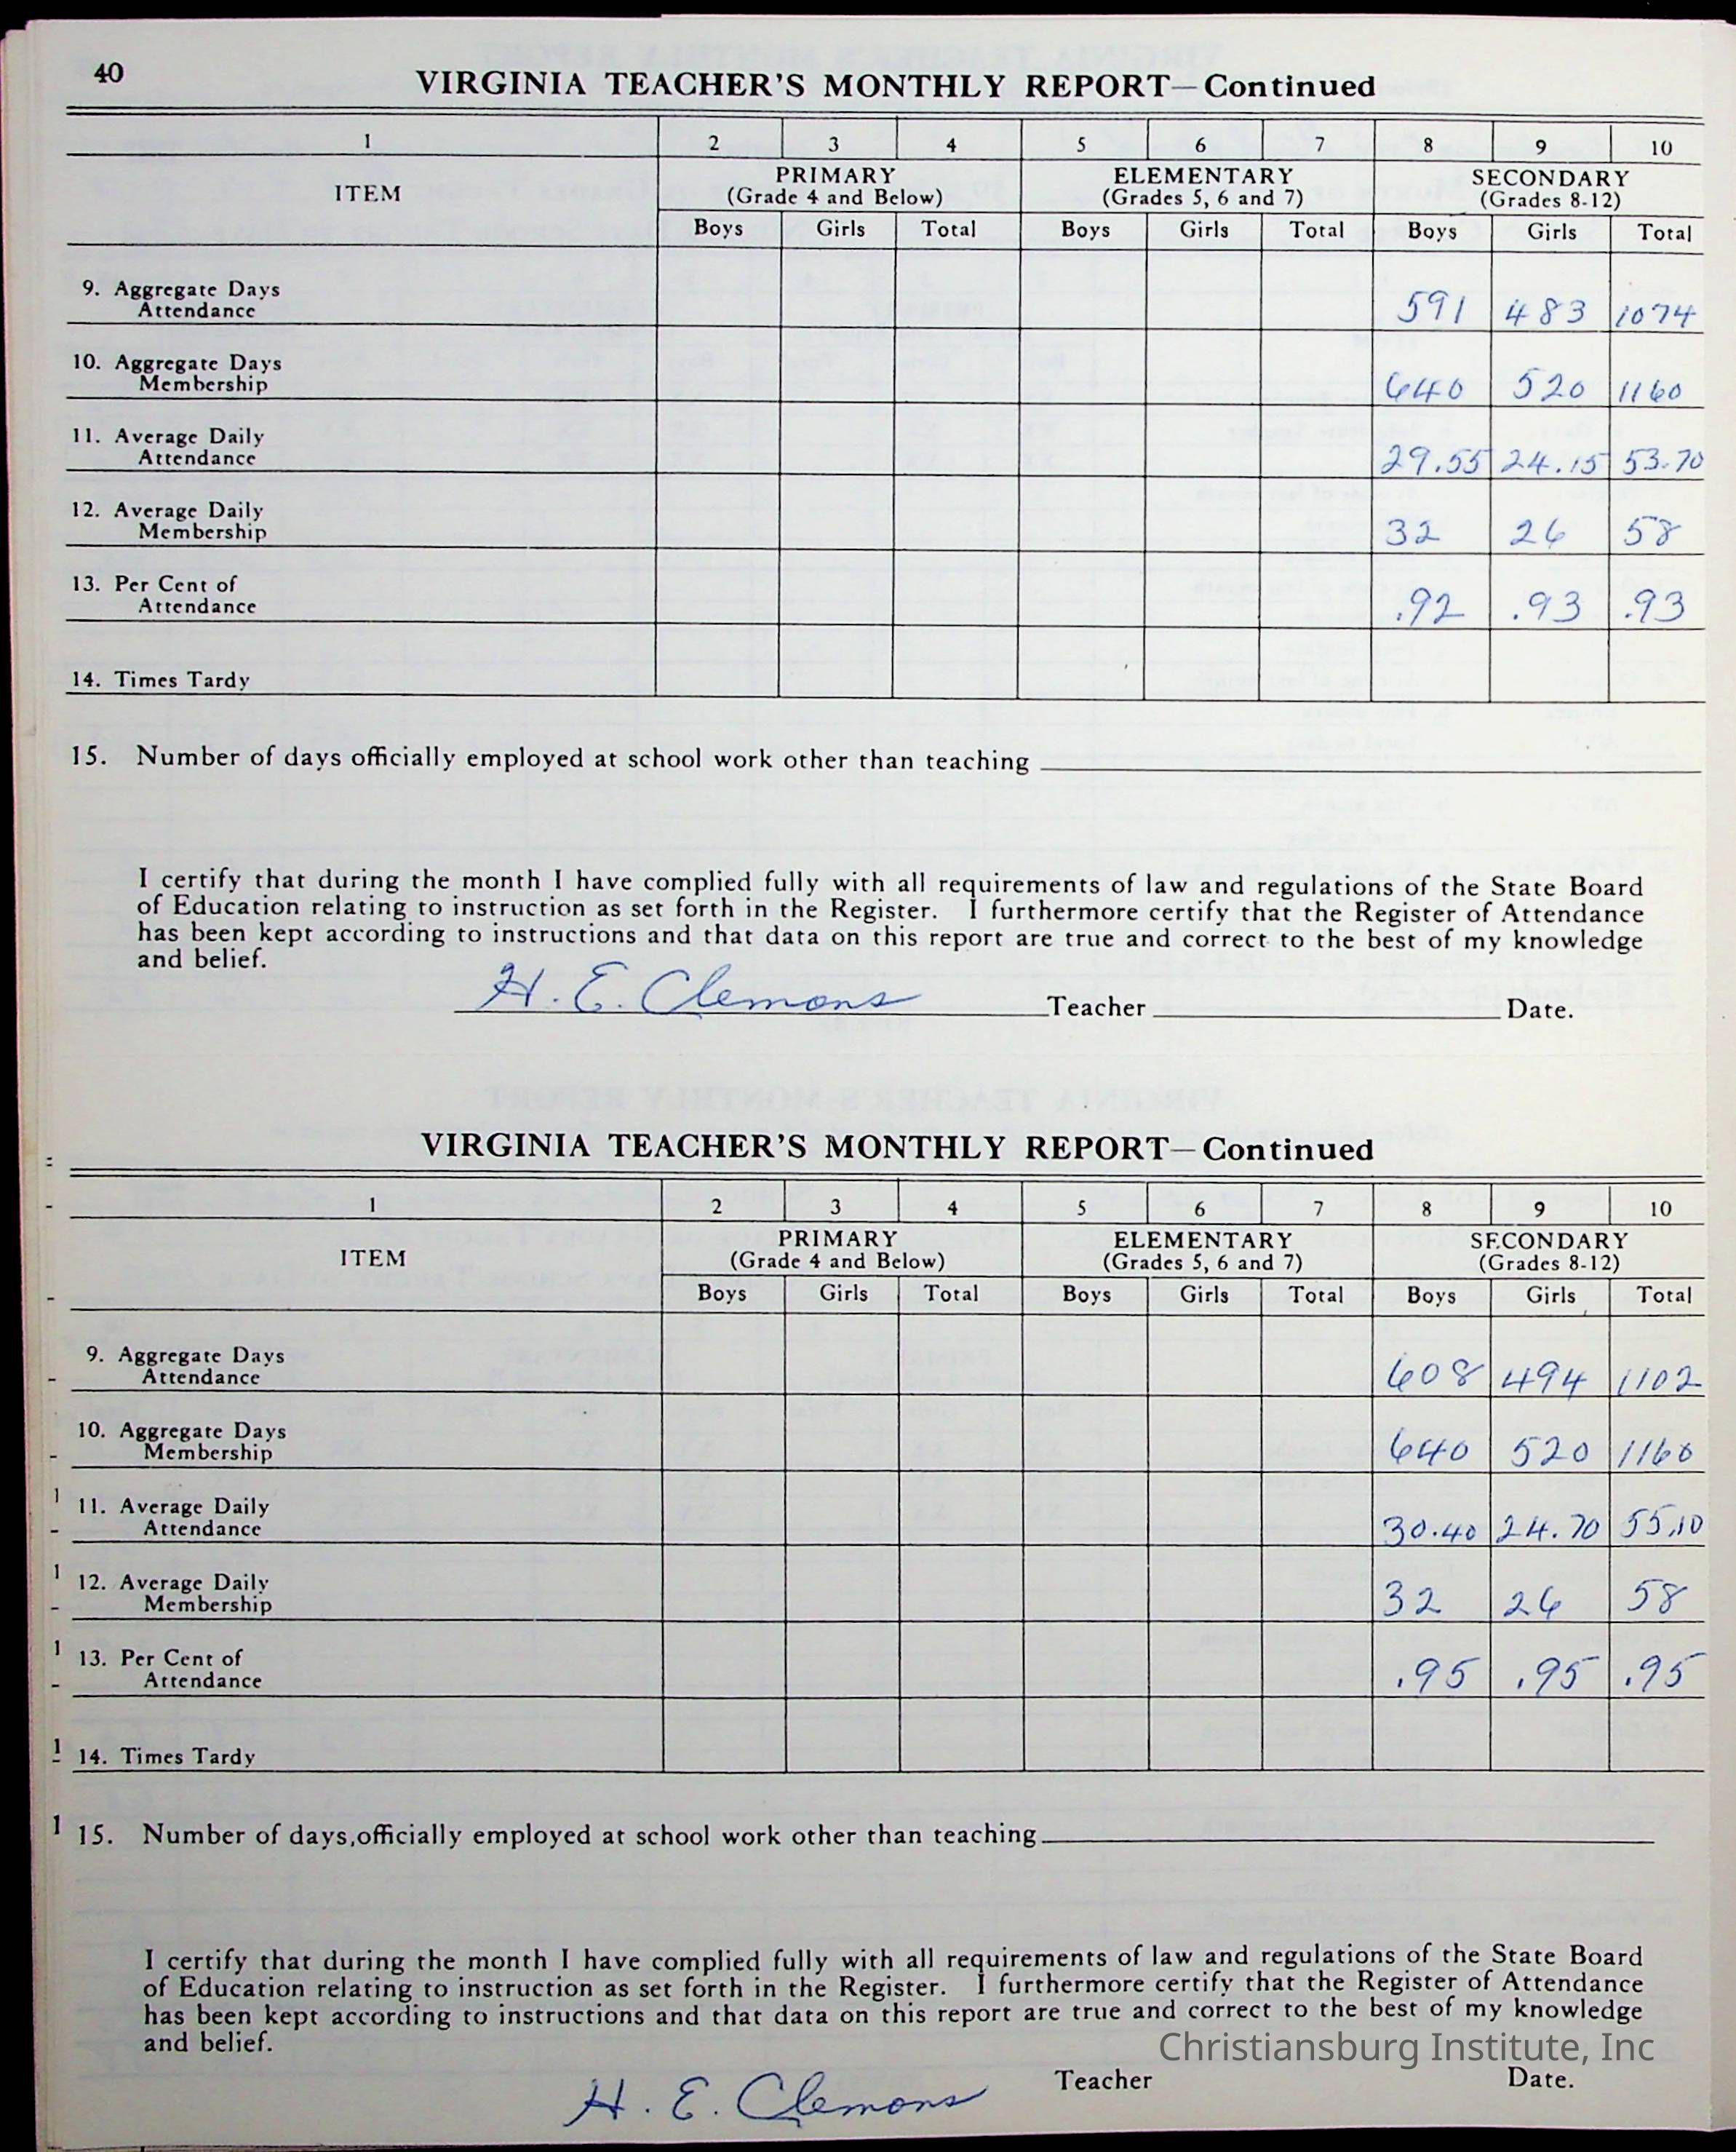 40
VIRGINIA TEACHER'S MONTHLY REPORT—Continued
1 2 3 4 5 6 7 8 9 10
ITEM PRIMARY (Grade 4 and Below) ELEMENTARY (Grades 5, 6 and 7) SECONDARY (Grades 8-12)
Boys Girls Total Boys Girls Total Boys Girls Total
9. Aggregate Days
Attendance 591 483 1074
10. Aggregate Days
Membership 640 520 1160
11. Average Daily
Attendance 29.55 24.15 53.70
12. Average Daily
Membership 32 26 58
13. Per Cent of
Attendance .92 .93 .93
14. Times Tardy
15. Number of days officially employed at school work other than teaching
I certify that during the month I have complied fully with all requirements of law and regulations of the State Board
of Education relating to instruction as set forth in the Register. I furthermore certify that the Register of Attendance
has been kept according to instructions and that data on this report are true and correct to the best of my knowledge
and belief.
H. E. Clemons Teacher Date.
VIRGINIA TEACHER'S MONTHLY REPORT—Continued
1 2 3 4 5 6 7 8 9 10
ITEM PRIMARY (Grade 4 and Below) ELEMENTARY (Grades 5, 6 and 7) SECONDARY (Grades 8-12)
Boys Girls Total Boys Girls Total Boys Girls Total
9. Aggregate Days
Attendance 608 494 1102
10. Aggregate Days
Membership 640 520 1160
11. Average Daily
Attendance 30.40 24.70 55.10
12. Average Daily
Membership 32 26 58
13. Per Cent of
Attendance .95 .95 .95
14. Times Tardy
15. Number of days officially employed at school work other than teaching
I certify that during the month I have complied fully with all requirements of law and regulations of the State Board
of Education relating to instruction as set forth in the Register. I furthermore certify that the Register of Attendance
has been kept according to instructions and that data on this report are true and correct to the best of my knowledge
and belief.
Christiansburg Institute, Inc
H. E. Clemons Teacher Date.